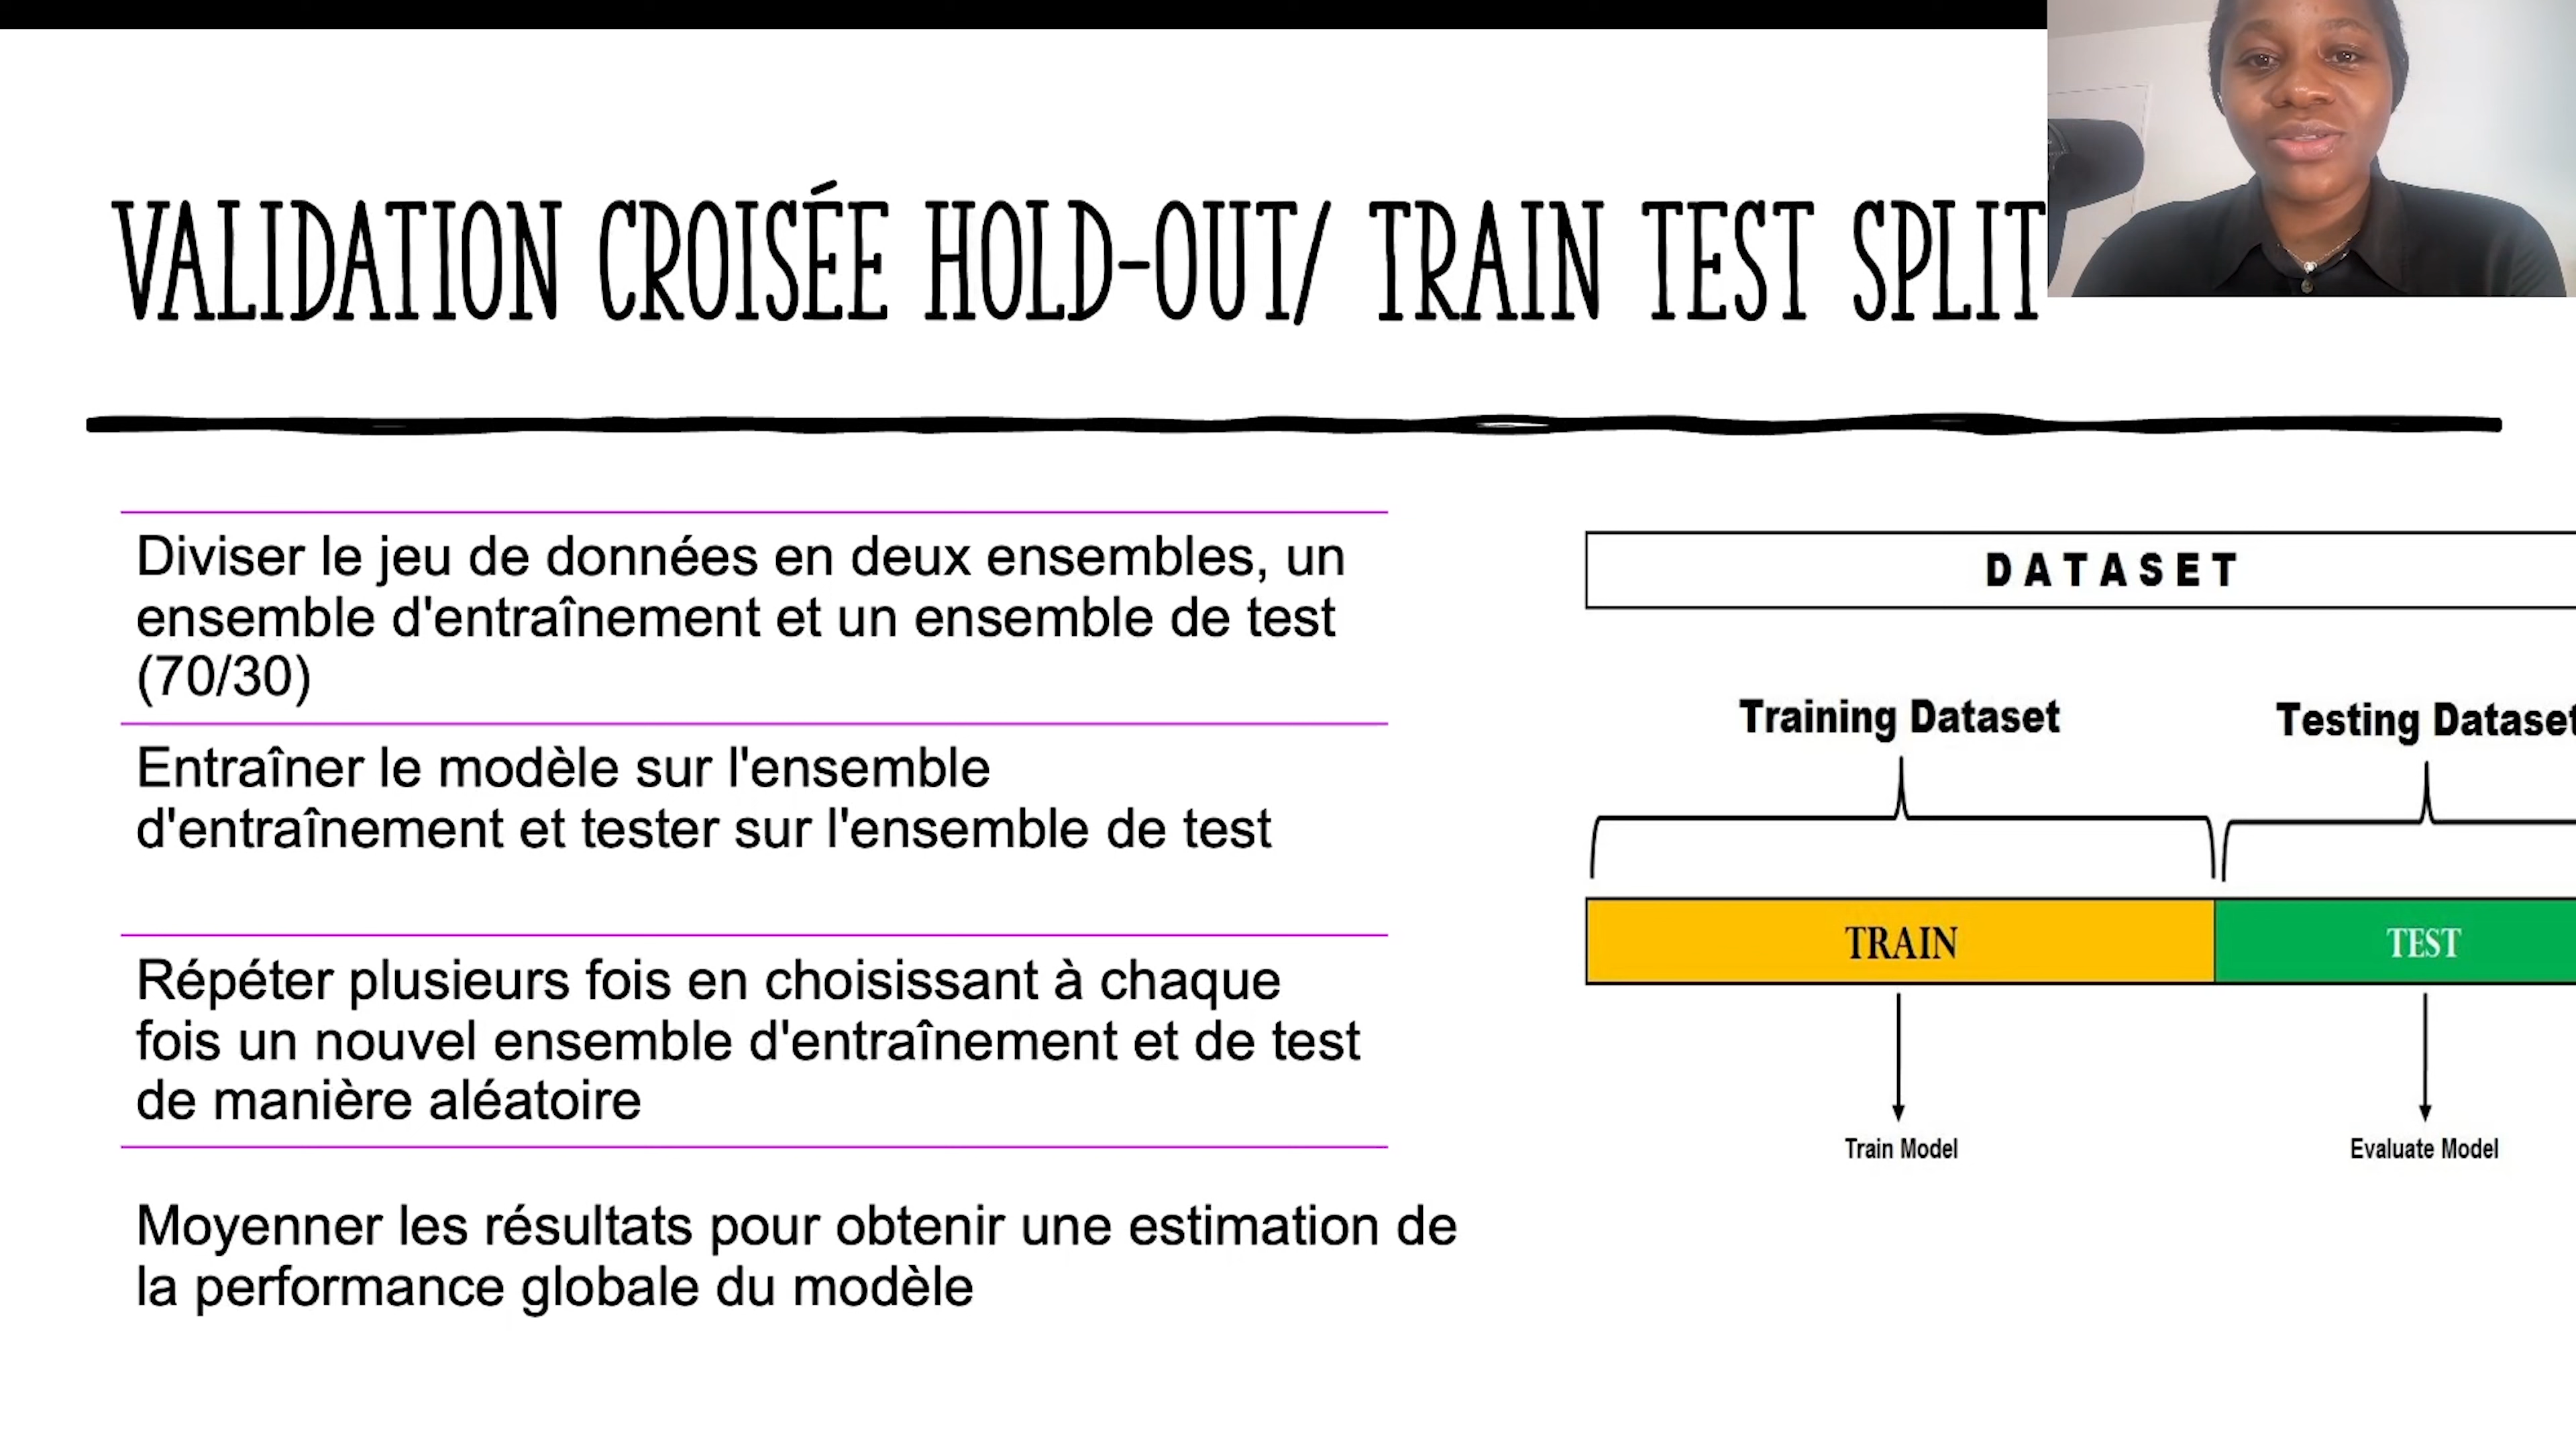 VALIDATION CROISÉE HOLD-OUT/ TRAIN TEST SPLIT
Diviser le jeu de données en deux ensembles, un
ensemble d'entraînement et un ensemble de test
(70/30)
Entraîner le modèle sur l'ensemble
d'entraînement et tester sur l'ensemble de test
Répéter plusieurs fois en choisissant à chaque
fois un nouvel ensemble d'entraînement et de test
de manière aléatoire
Moyenner les résultats pour obtenir une estimation de
la performance globale du modèle
DATASET
Training Dataset
Testing Dataset
TRAIN
TEST
Train Model
Evaluate Model